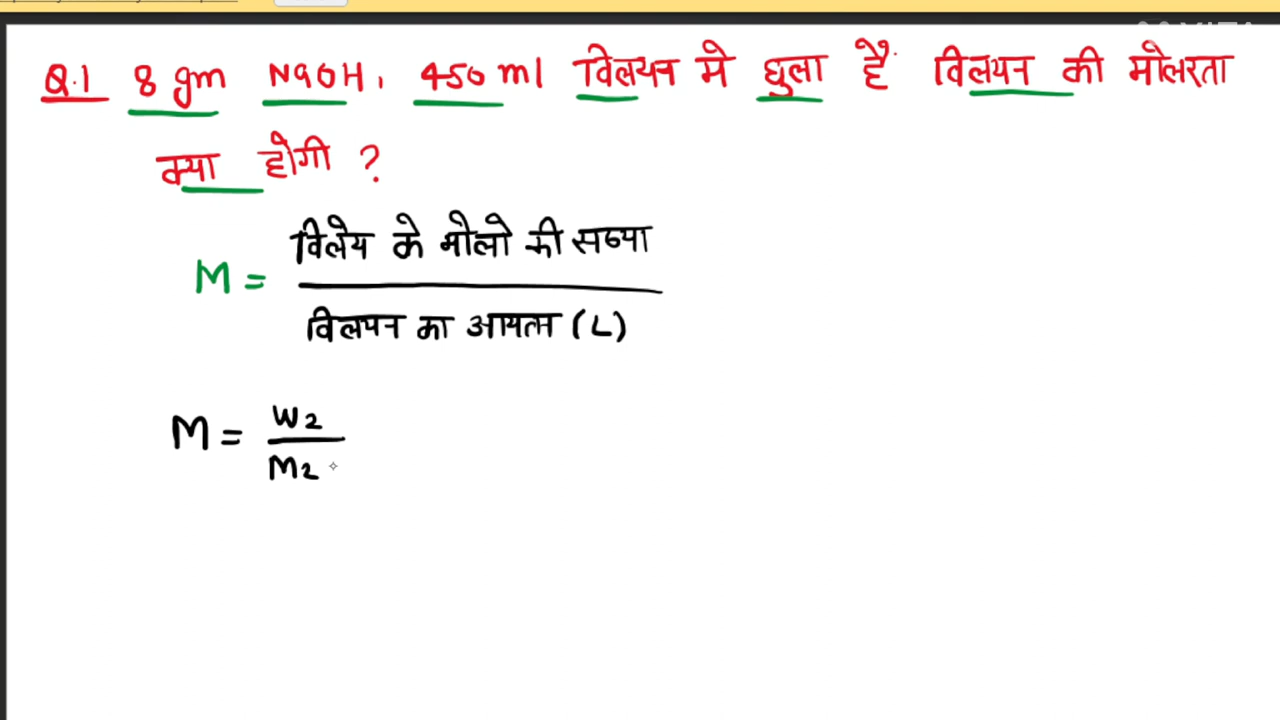 Q.1 8 gm NaOH, 450 ml विलयन मे घुला है विलयन की मोलरता
क्या होगी ?
M = विलेय के मोलो की सख्या
विलयन का आयतन (L)
M = W2
M2